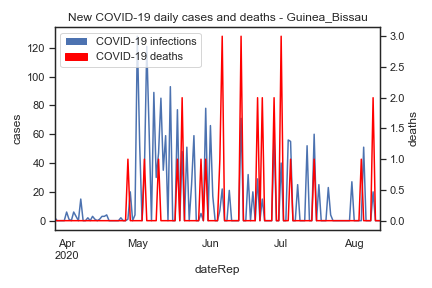 New COVID-19 daily cases and deaths - Guinea_Bissau
COVID-19 infections
COVID-19 deaths
cases
120
100
80
60
40
20
0
deaths
3.0
2.5
2.0
1.5
1.0
0.5
0.0
Apr
2020
May
Jun
Jul
Aug
dateRep